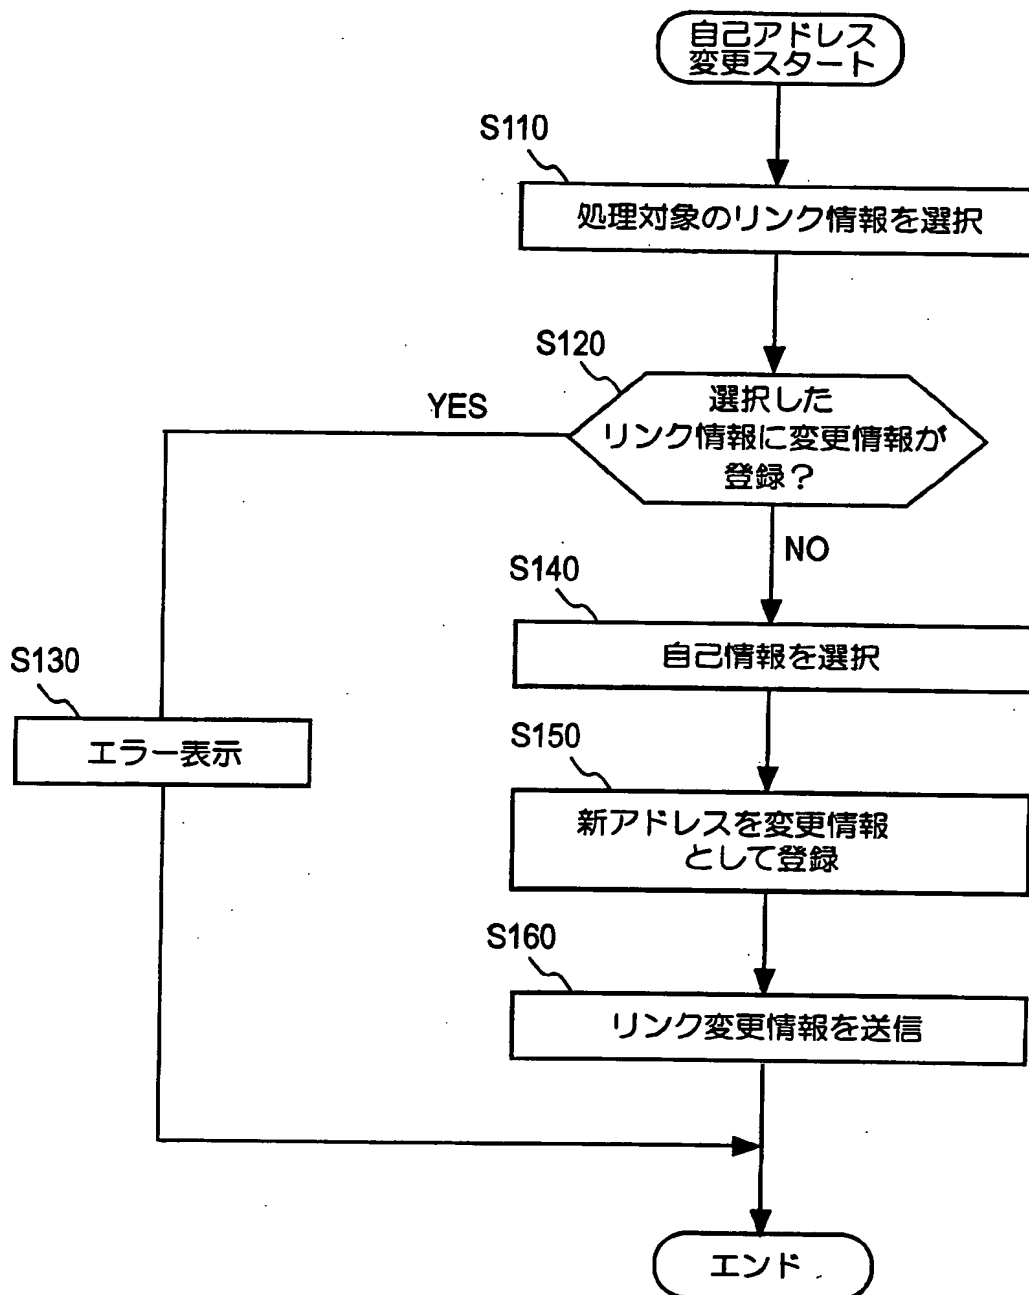 自己アドレス
変更スタート
S110
処理対象のリンク情報を選択
S120
選択した
リンク情報に変更情報が
登録？
YES
NO
S130
エラー表示
S140
自己情報を選択
S150
新アドレスを変更情報
として登録
S160
リンク変更情報を送信
エンド